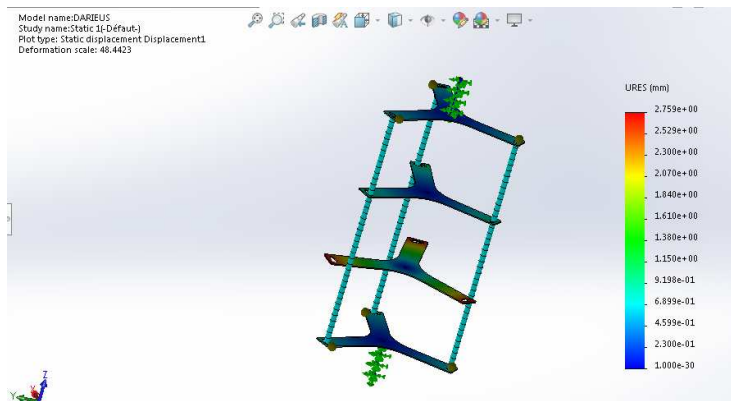 Model name:DARIEUS
Study name:Static 1(-Défaut-)
Plot type: Static displacement Displacement1
Deformation scale: 48.4423
URES (mm)
2.759e+00
2.529e+00
2.300e+00
2.070e+00
1.840e+00
1.610e+00
1.380e+00
1.150e+00
9.198e-01
6.899e-01
4.599e-01
2.300e-01
1.000e-30
Z
Y
X